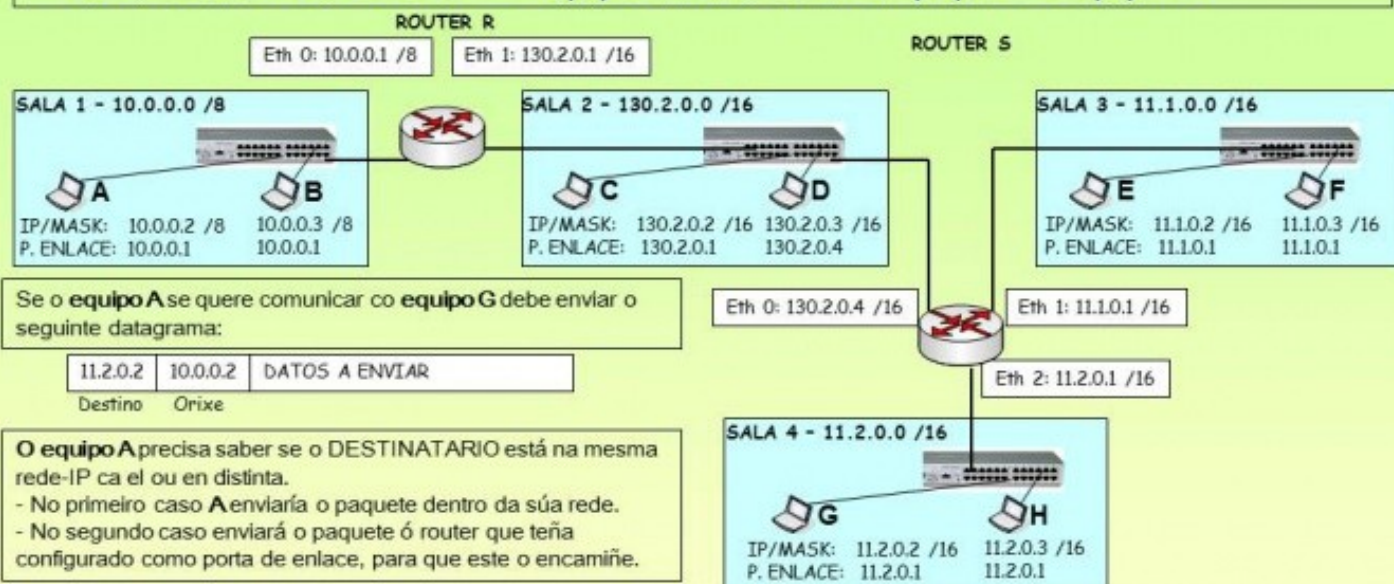 ROUTER R
ROUTER S
Eth 0: 10.0.0.1 /8
Eth 1: 130.2.0.1 /16
SALA 1 - 10.0.0.0 /8
A
B
IP/MASK: 10.0.0.2 /8 10.0.0.3 /8
P. ENLACE: 10.0.0.1 10.0.0.1
SALA 2 - 130.2.0.0 /16
C
D
IP/MASK: 130.2.0.2 /16 130.2.0.3 /16
P. ENLACE: 130.2.0.1 130.2.0.4
SALA 3 - 11.1.0.0 /16
E
F
IP/MASK: 11.1.0.2 /16 11.1.0.3 /16
P. ENLACE: 11.1.0.1 11.1.0.1
Se o equipo A se quere comunicar co equipo G debe enviar o
seguinte datagrama:
11.2.0.2 10.0.0.2 DATOS A ENVIAR
Destino Orixe
Eth 0: 130.2.0.4 /16
Eth 1: 11.1.0.1 /16
Eth 2: 11.2.0.1 /16
O equipo A precisa saber se o DESTINATARIO está na mesma
rede-IP ca el ou en distinta.
- No primeiro caso A enviaría o paquete dentro da súa rede.
- No segundo caso enviará o paquete ó router que teña
configurado como porta de enlace, para que este o encamiñe.
SALA 4 - 11.2.0.0 /16
G
H
IP/MASK: 11.2.0.2 /16 11.2.0.3 /16
P. ENLACE: 11.2.0.1 11.2.0.1